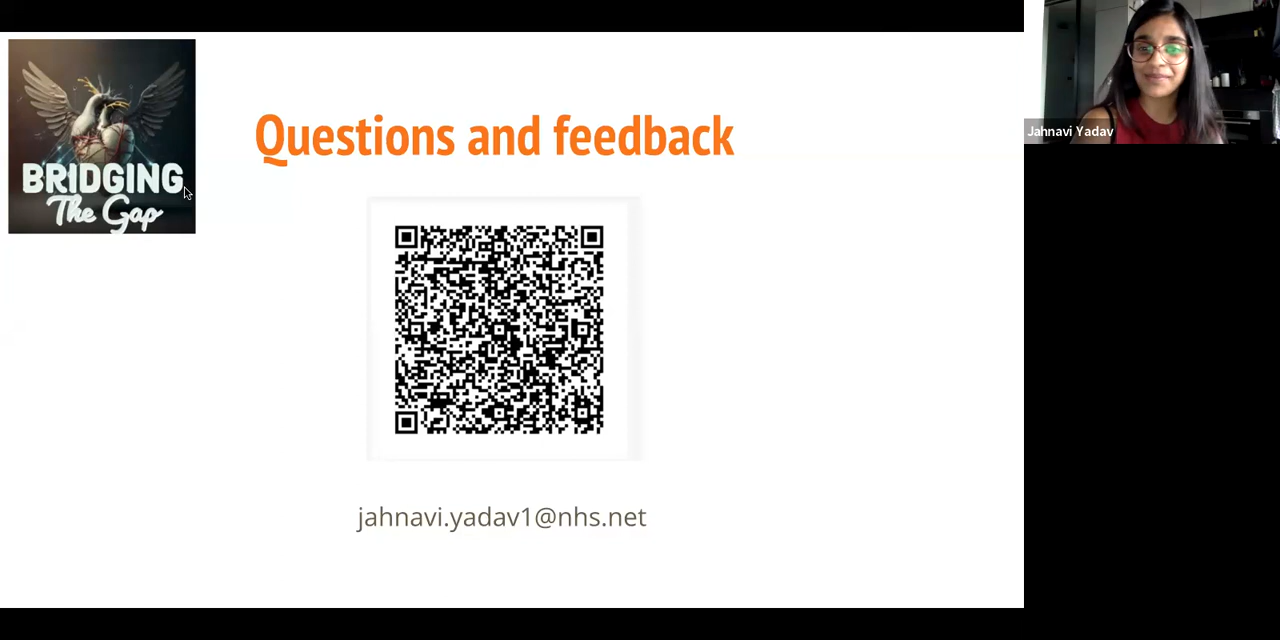 BRIDGING
The Gap
Questions and feedback
jahnavi.yadav1@nhs.net
Jahnavi Yadav